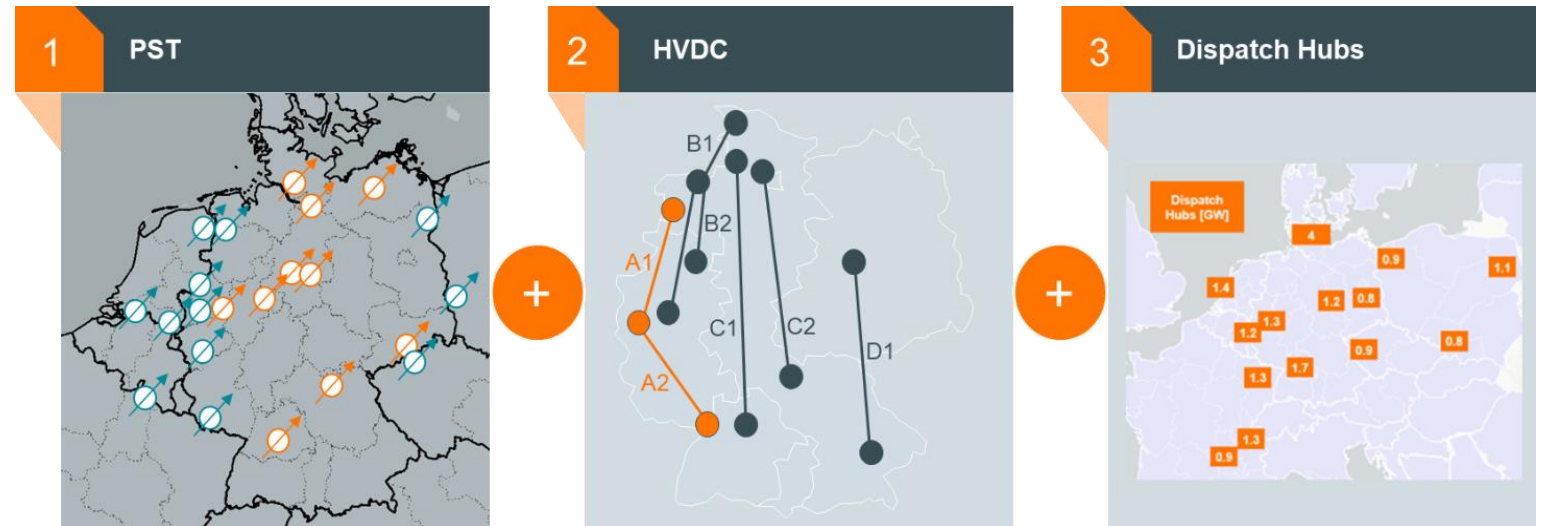 1
PST
2
HVDC
3
Dispatch Hubs
B1
B2
A1
C1
C2
D1
A2
+
+
Dispatch
Hubs [GW]
4
0.9
1.1
1.4
1.2
0.8
1.3
1.2
0.8
0.9
1.7
1.3
1.3
0.9